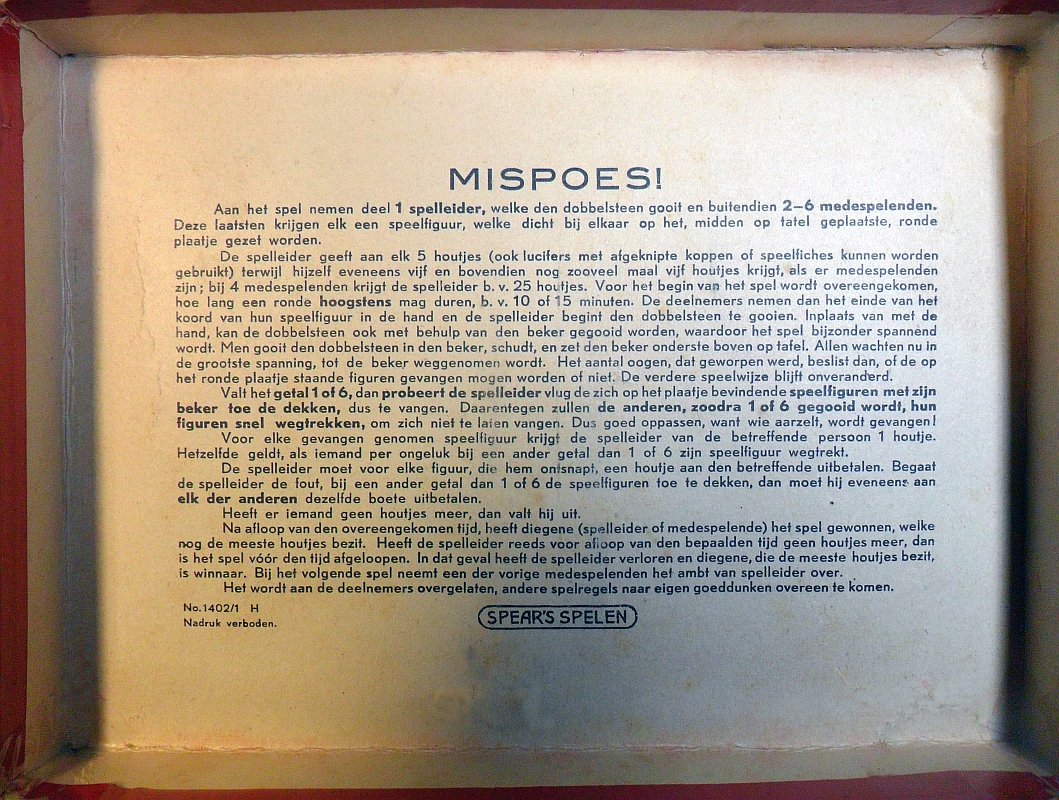 MISPOES!
Aan het spel nemen deel 1 spelleider, welke den dobbelsteen gooit en buitendien 2–6 medespelenden.
Deze laatsten krijgen elk een speelfiguur, welke dicht bij elkaar op het, midden op tafel geplaatste, ronde
plaatje gezet worden.
De spelleider geeft aan elk 5 houtjes (ook lucifers met afgeknipte koppen of speelfiches kunnen worden
gebruikt) terwijl hijzelf eveneens vijf en bovendien nog zooveel maal vijf houtjes krijgt, als er medespelenden
zijn; bij 4 medespelenden krijgt de spelleider b. v. 25 houtjes. Voor het begin van het spel wordt overeengekomen,
hoe lang een ronde hoogstens mag duren, b. v. 10 of 15 minuten. De deelnemers nemen dan het einde van het
koord van hun speelfiguur in de hand en de spelleider begint den dobbelsteen te gooien. Inplaats van met de
hand, kan de dobbelsteen ook met behulp van den beker gegooid worden, waardoor het spel bijzonder spannend
wordt. Men gooit den dobbelsteen in den beker, schudt, en zet den beker onderste boven op tafel. Allen wachten nu in
de grootste spanning, tot de beker weggenomen wordt. Het aantal oogen, dat geworpen werd, beslist dan, of de op
het ronde plaatje staande figuren gevangen mogen worden of niet. De verdere speelwijze blijft onveranderd.
Valt het getal 1 of 6, dan probeert de spelleider vlug de zich op het plaatje bevindende speelfiguren met zijn
beker toe de dekken, dus te vangen. Daarentegen zullen de anderen, zoodra 1 of 6 gegooid wordt, hun
figuren snel wegtrekken, om zich niet te laten vangen. Dus goed oppassen, want wie aarzelt, wordt gevangen!
Voor elke gevangen genomen speelfiguur krijgt de spelleider van de betreffende persoon 1 houtje.
Hetzelfde geldt, als iemand per ongeluk bij een ander getal dan 1 of 6 zijn speelfiguur wegtrekt.
De spelleider moet voor elke figuur, die hem ontsnapt, een houtje aan den betreffende uitbetalen. Begaat
de spelleider de fout, bij een ander getal dan 1 of 6 de speelfiguren toe te dekken, dan moet hij eveneens aan
elk der anderen dezelfde boete uitbetalen.
Heeft er iemand geen houtjes meer, dan valt hij uit.
Na afloop van den overeengekomen tijd, heeft diegene (spelleider of medespelende) het spel gewonnen, welke
nog de meeste houtjes bezit. Heeft de spelleider reeds voor afloop van den bepaalden tijd geen houtjes meer, dan
is het spel vóór den tijd afgeloopen. In dat geval heeft de spelleider verloren en diegene, die de meeste houtjes bezit,
is winnaar. Bij het volgende spel neemt een der vorige medespelenden het ambt van spelleider over.
Het wordt aan de deelnemers overgelaten, andere spelregels naar eigen goeddunken overeen te komen.
No. 1402/1 H
Nadruk verboden.
SPEAR'S SPELEN